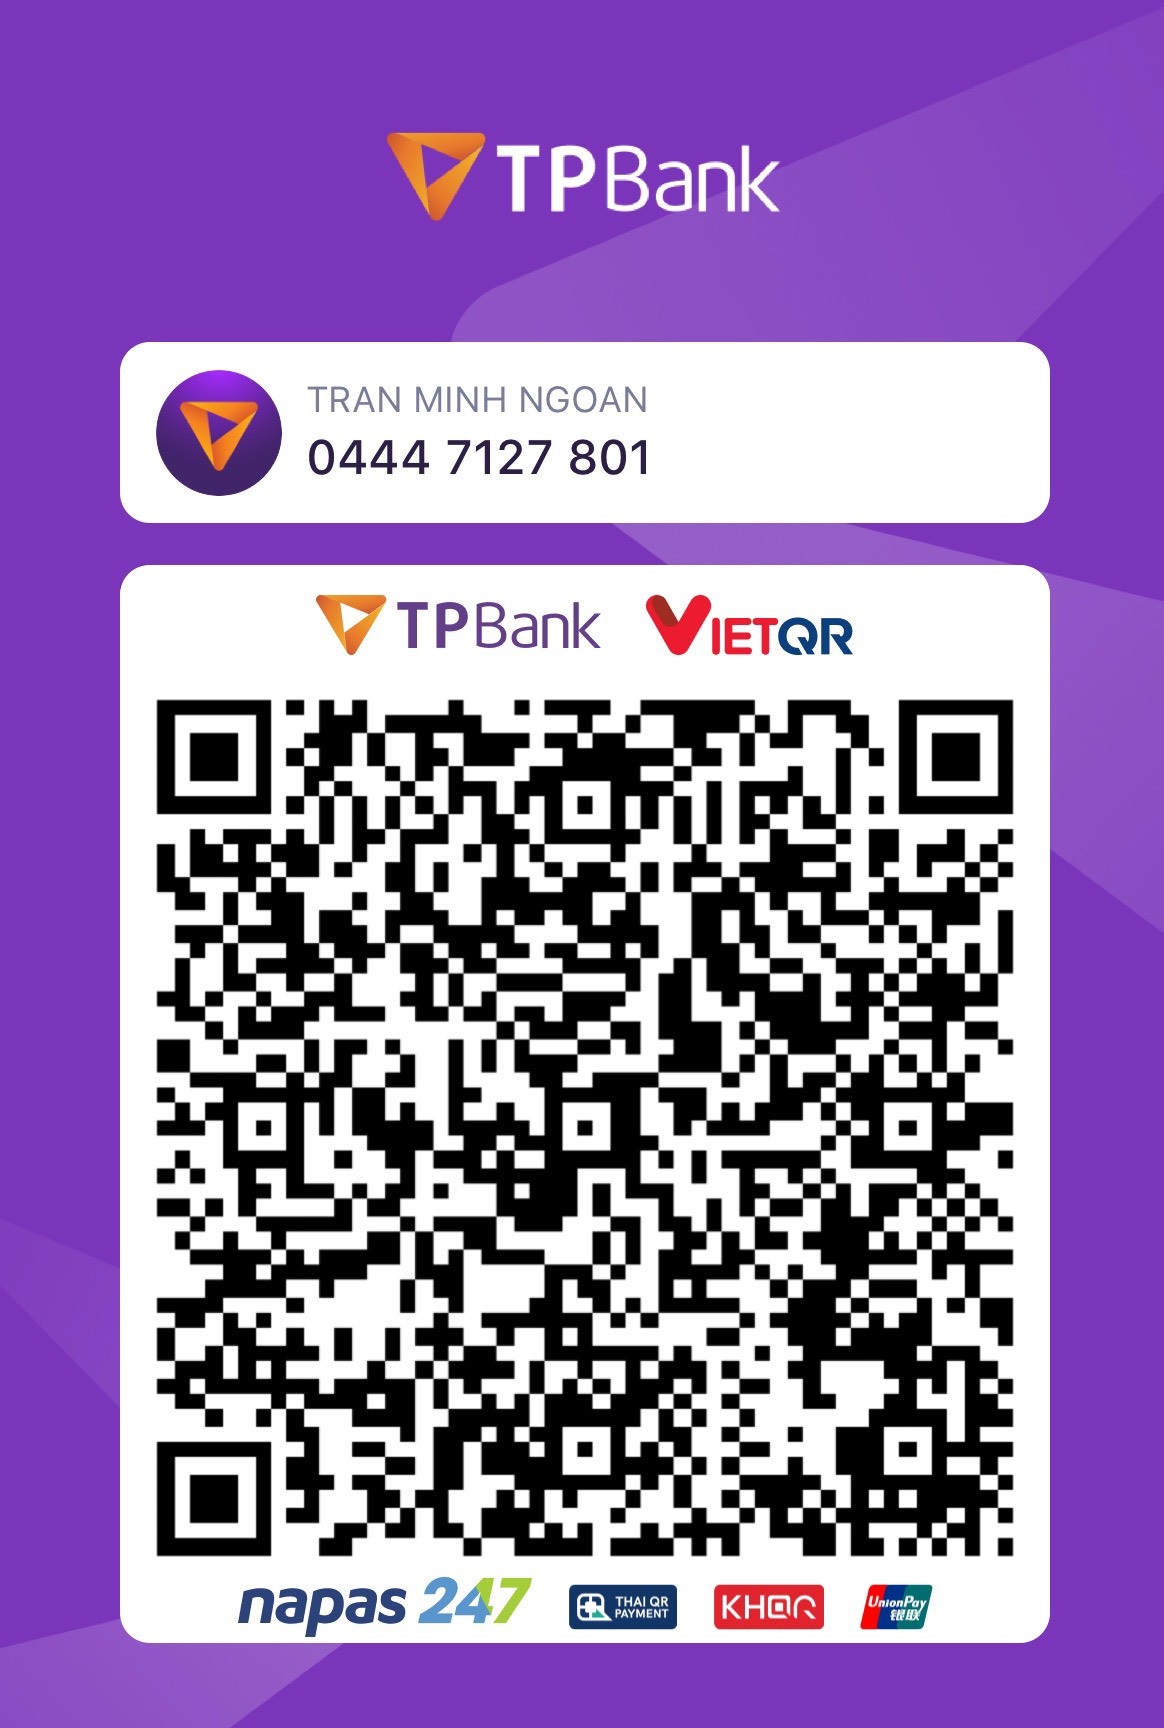 TPBank
TRAN MINH NGOAN
0444 7127 801
TPBank VIETQR
napas 247 THAI QR PAYMENT KHQR UnionPay 银联